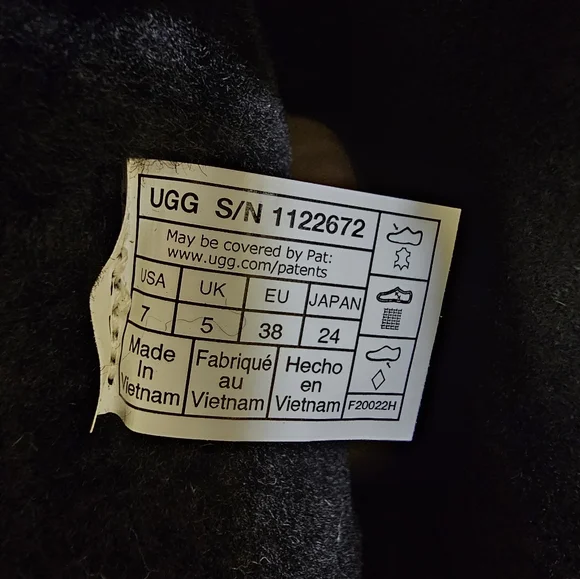 UGG S/N 1122672
May be covered by Pat:
www.ugg.com/patents
USA UK EU JAPAN
7 5 38 24
Made In Vietnam
Fabriqué au Vietnam
Hecho en Vietnam
F20022H